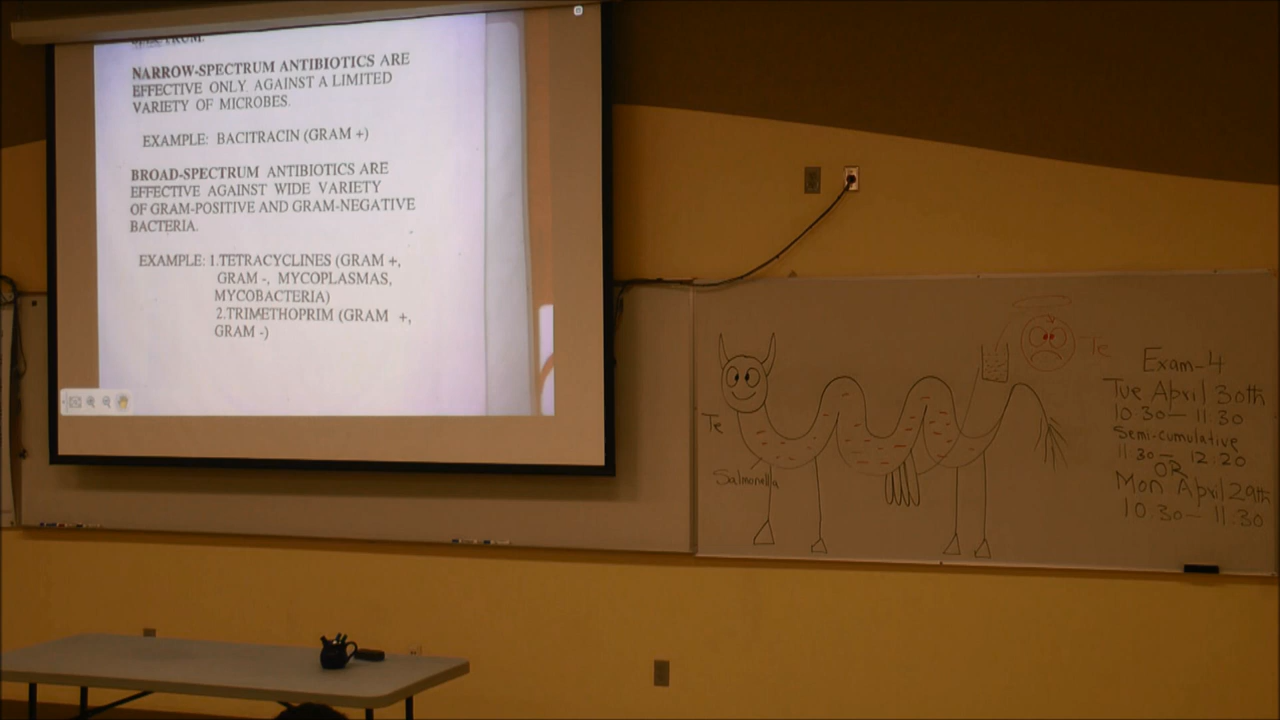 SPECTRUM.
NARROW-SPECTRUM ANTIBIOTICS ARE
EFFECTIVE ONLY AGAINST A LIMITED
VARIETY OF MICROBES.
EXAMPLE: BACITRACIN (GRAM +)
BROAD-SPECTRUM ANTIBIOTICS ARE
EFFECTIVE AGAINST WIDE VARIETY
OF GRAM-POSITIVE AND GRAM-NEGATIVE
BACTERIA.
EXAMPLE: 1.TETRACYCLINES (GRAM +,
GRAM -, MYCOPLASMAS,
MYCOBACTERIA)
2.TRIMETHOPRIM (GRAM +,
GRAM -)
Te
Salmonella
Te
Exam-4
Tue April 30th
10:30 - 11:30
Semi-cumulative
11:30 - 12:20
OR
Mon April 29th
10:30 - 11:30